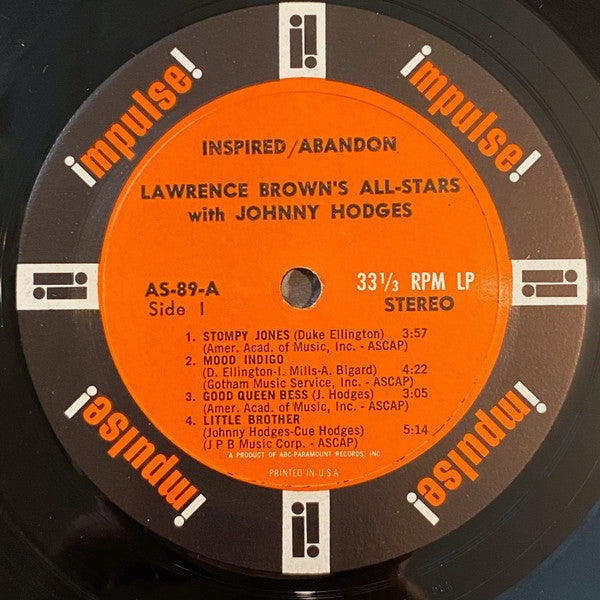 impulse!
impulse!
INSPIRED/ABANDON
LAWRENCE BROWN'S ALL-STARS
with JOHNNY HODGES
AS-89-A
Side 1
33 1/3 RPM LP
STEREO
1. STOMPY JONES (Duke Ellington) 3:57
(Amer. Acad. of Music, Inc. - ASCAP)
2. MOOD INDIGO
(D. Ellington-I. Mills-A. Bigard) 4:22
(Gotham Music Service, Inc. - ASCAP)
3. GOOD QUEEN BESS (J. Hodges) 3:05
(Amer. Acad. of Music, Inc. - ASCAP)
4. LITTLE BROTHER
(Johnny Hodges-Cue Hodges) 5:14
(J P B Music Corp. - ASCAP)
A PRODUCT OF ABC-PARAMOUNT RECORDS, INC
PRINTED IN U.S.A
impulse!
impulse!